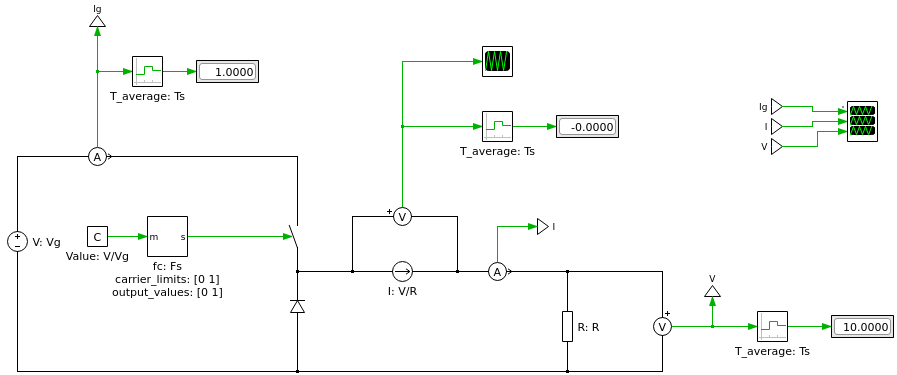 Ig
1.0000
T_average: Ts
-0.0000
T_average: Ts
Ig
I
V
A
V
I
V: Vg
C
Value: V/Vg
m s
fc: Fs
carrier_limits: [0 1]
output_values: [0 1]
I: V/R
A
V
R: R
V
10.0000
T_average: Ts